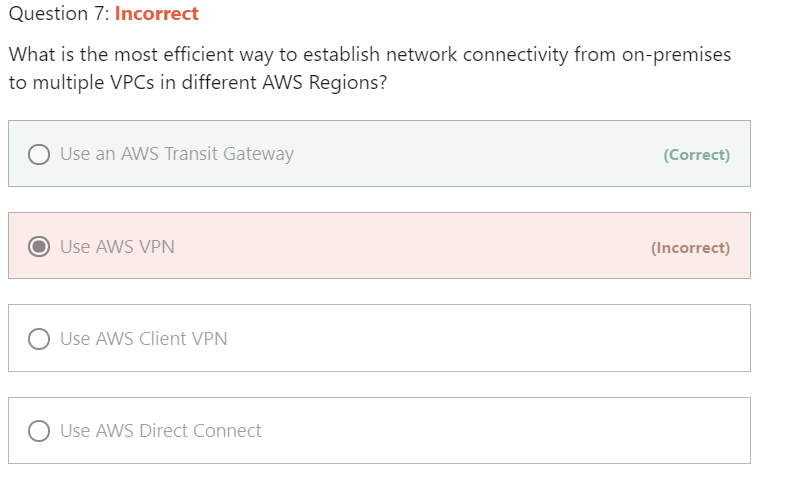 Question 7: Incorrect
What is the most efficient way to establish network connectivity from on-premises
to multiple VPCs in different AWS Regions?
Use an AWS Transit Gateway (Correct)
Use AWS VPN (Incorrect)
Use AWS Client VPN
Use AWS Direct Connect